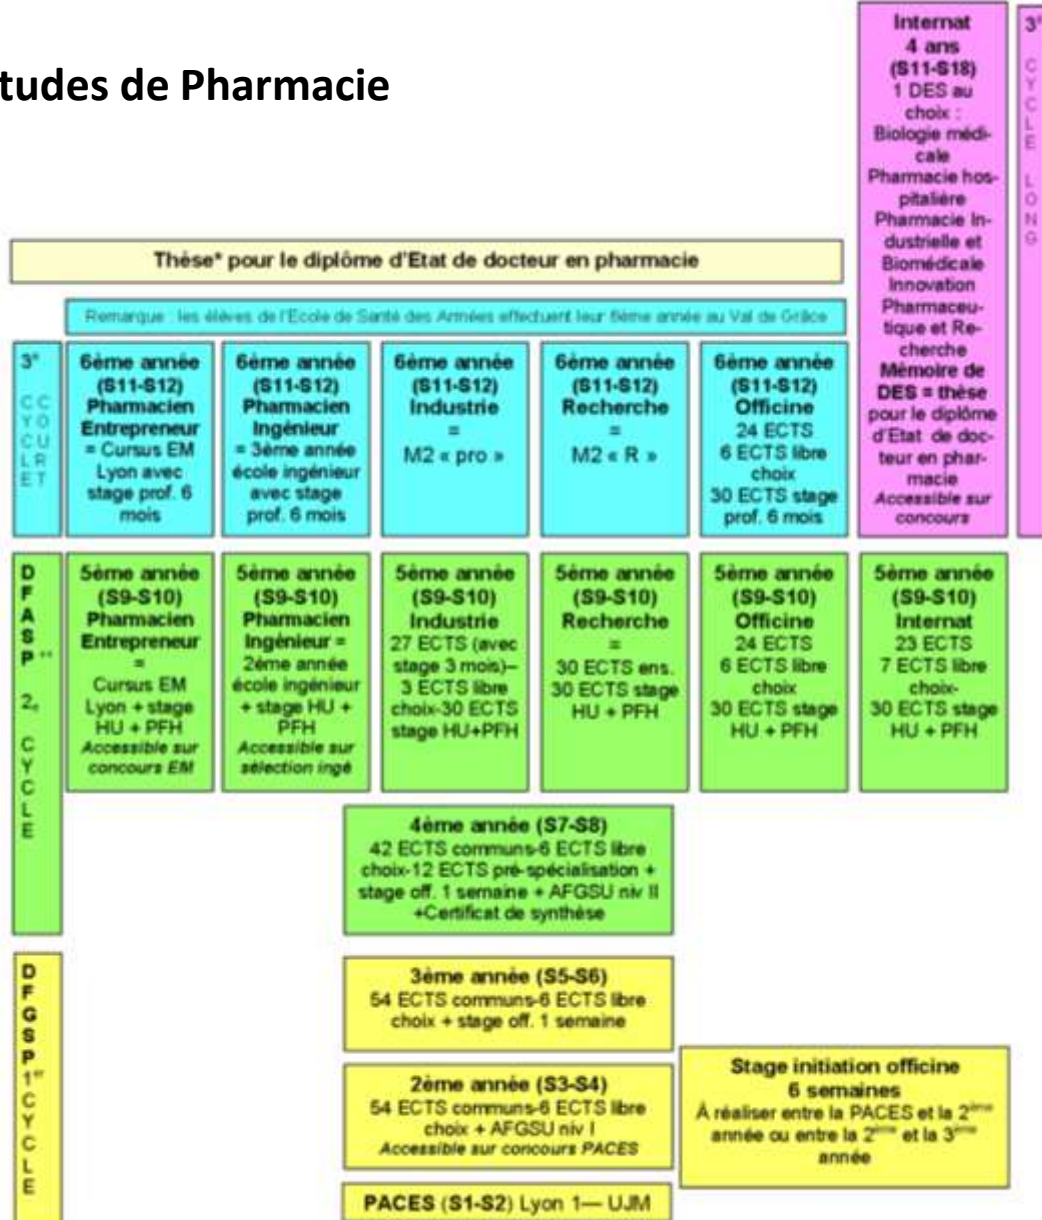 tudes de Pharmacie
Internat
4 ans
(S11-S18)
1 DES au
choix :
Biologie médi-
cale
Pharmacie hos-
pitalière
Pharmacie In-
dustrielle et
Biomédicale
Innovation
Pharmaceu-
tique et Re-
cherche
Mémoire de
DES = thèse
pour le diplôme
d'Etat de doc-
teur en phar-
macie
Accessible sur
concours
3e
CYCLE LONG
Thèse* pour le diplôme d'Etat de docteur en pharmacie
Remarque : les élèves de l'Ecole de Santé des Armées effectuent leur 6ème année au Val de Grâce
3e
CYCLE
COURT
6ème année
(S11-S12)
Pharmacien
Entrepreneur
= Cursus EM
Lyon avec
stage prof. 6
mois
6ème année
(S11-S12)
Pharmacien
Ingénieur
= 3ème année
école ingénieur
avec stage
prof. 6 mois
6ème année
(S11-S12)
Industrie
=
M2 « pro »
6ème année
(S11-S12)
Recherche
=
M2 « R »
6ème année
(S11-S12)
Officine
24 ECTS
6 ECTS libre
choix
30 ECTS stage
prof. 6 mois
DFASP**
2e
CYCLE
5ème année
(S9-S10)
Pharmacien
Entrepreneur
=
Cursus EM
Lyon + stage
HU + PFH
Accessible sur
concours EM
5ème année
(S9-S10)
Pharmacien
Ingénieur =
2ème année
école ingénieur
+ stage HU +
PFH
Accessible sur
sélection ingé
5ème année
(S9-S10)
Industrie
27 ECTS (avec
stage 3 mois)–
3 ECTS libre
choix-30 ECTS
stage HU+PFH
5ème année
(S9-S10)
Recherche
=
30 ECTS ens.
30 ECTS stage
HU + PFH
5ème année
(S9-S10)
Officine
24 ECTS
6 ECTS libre
choix
30 ECTS stage
HU + PFH
5ème année
(S9-S10)
Internat
23 ECTS
7 ECTS libre
choix-
30 ECTS stage
HU + PFH
4ème année (S7-S8)
42 ECTS communs-6 ECTS libre
choix-12 ECTS pré-spécialisation +
stage off. 1 semaine + AFGSU niv II
+Certificat de synthèse
DFGSP
1er
CYCLE
3ème année (S5-S6)
54 ECTS communs-6 ECTS libre
choix + stage off. 1 semaine
2ème année (S3-S4)
54 ECTS communs-6 ECTS libre
choix + AFGSU niv I
Accessible sur concours PACES
Stage initiation officine
6 semaines
À réaliser entre la PACES et la 2ème
année ou entre la 2ème et la 3ème
année
PACES (S1-S2) Lyon 1— UJM